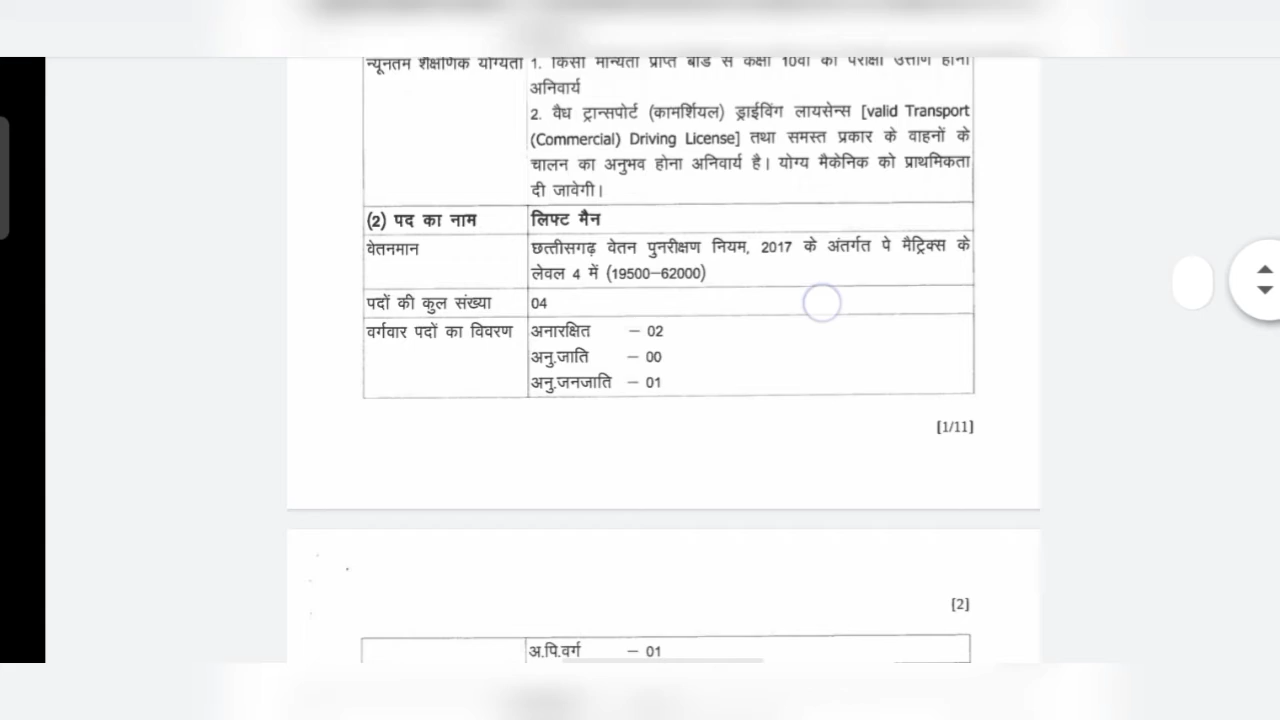 न्यूनतम शैक्षणिक योग्यता 1. किसी मान्यता प्राप्त बोर्ड से कक्षा 10वीं की परीक्षा उत्तीर्ण होना
अनिवार्य
2. वैध ट्रान्सपोर्ट (कामर्शियल) ड्राईविंग लायसेन्स [valid Transport
(Commercial) Driving License] तथा समस्त प्रकार के वाहनों के
चालन का अनुभव होना अनिवार्य है। योग्य मैकेनिक को प्राथमिकता
दी जावेगी।
(2) पद का नाम लिफ्ट मैन
वेतनमान छत्तीसगढ़ वेतन पुनरीक्षण नियम, 2017 के अंतर्गत पे मैट्रिक्स के
लेवल 4 में (19500–62000)
पदों की कुल संख्या 04
वर्गवार पदों का विवरण अनारक्षित – 02
अनु.जाति – 00
अनु.जनजाति – 01
[1/11]
[2]
अ.पि.वर्ग – 01